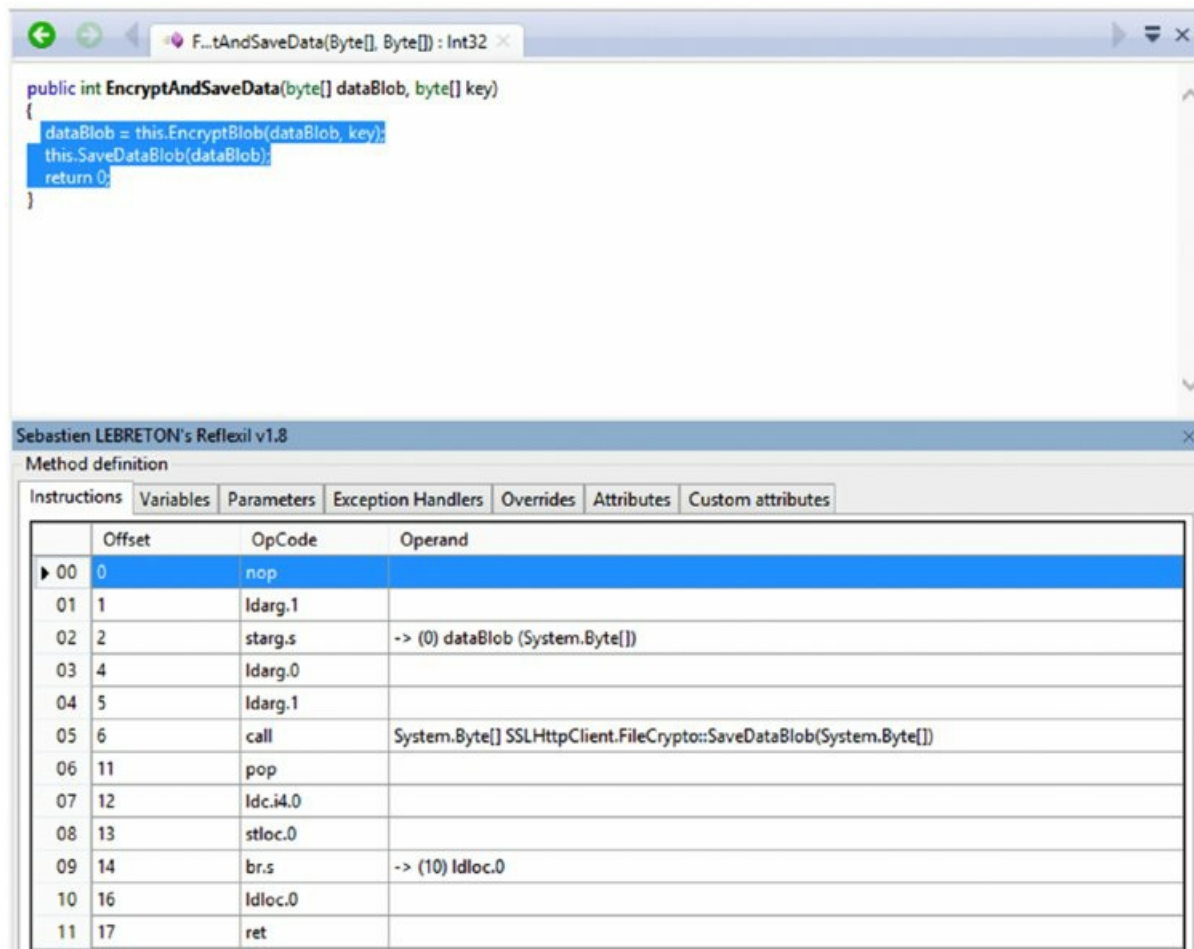 F...tAndSaveData(Byte[], Byte[]) : Int32
public int EncryptAndSaveData(byte[] dataBlob, byte[] key)
{
dataBlob = this.EncryptBlob(dataBlob, key);
this.SaveDataBlob(dataBlob);
return 0;
}
Sebastien LEBRETON's Reflexil v1.8
Method definition
Instructions Variables Parameters Exception Handlers Overrides Attributes Custom attributes
Offset OpCode Operand
00 0 nop
01 1 ldarg.1
02 2 starg.s -> (0) dataBlob (System.Byte[])
03 4 ldarg.0
04 5 ldarg.1
05 6 call System.Byte[] SSLHttpClient.FileCrypto::SaveDataBlob(System.Byte[])
06 11 pop
07 12 ldc.i4.0
08 13 stloc.0
09 14 br.s -> (10) ldloc.0
10 16 ldloc.0
11 17 ret